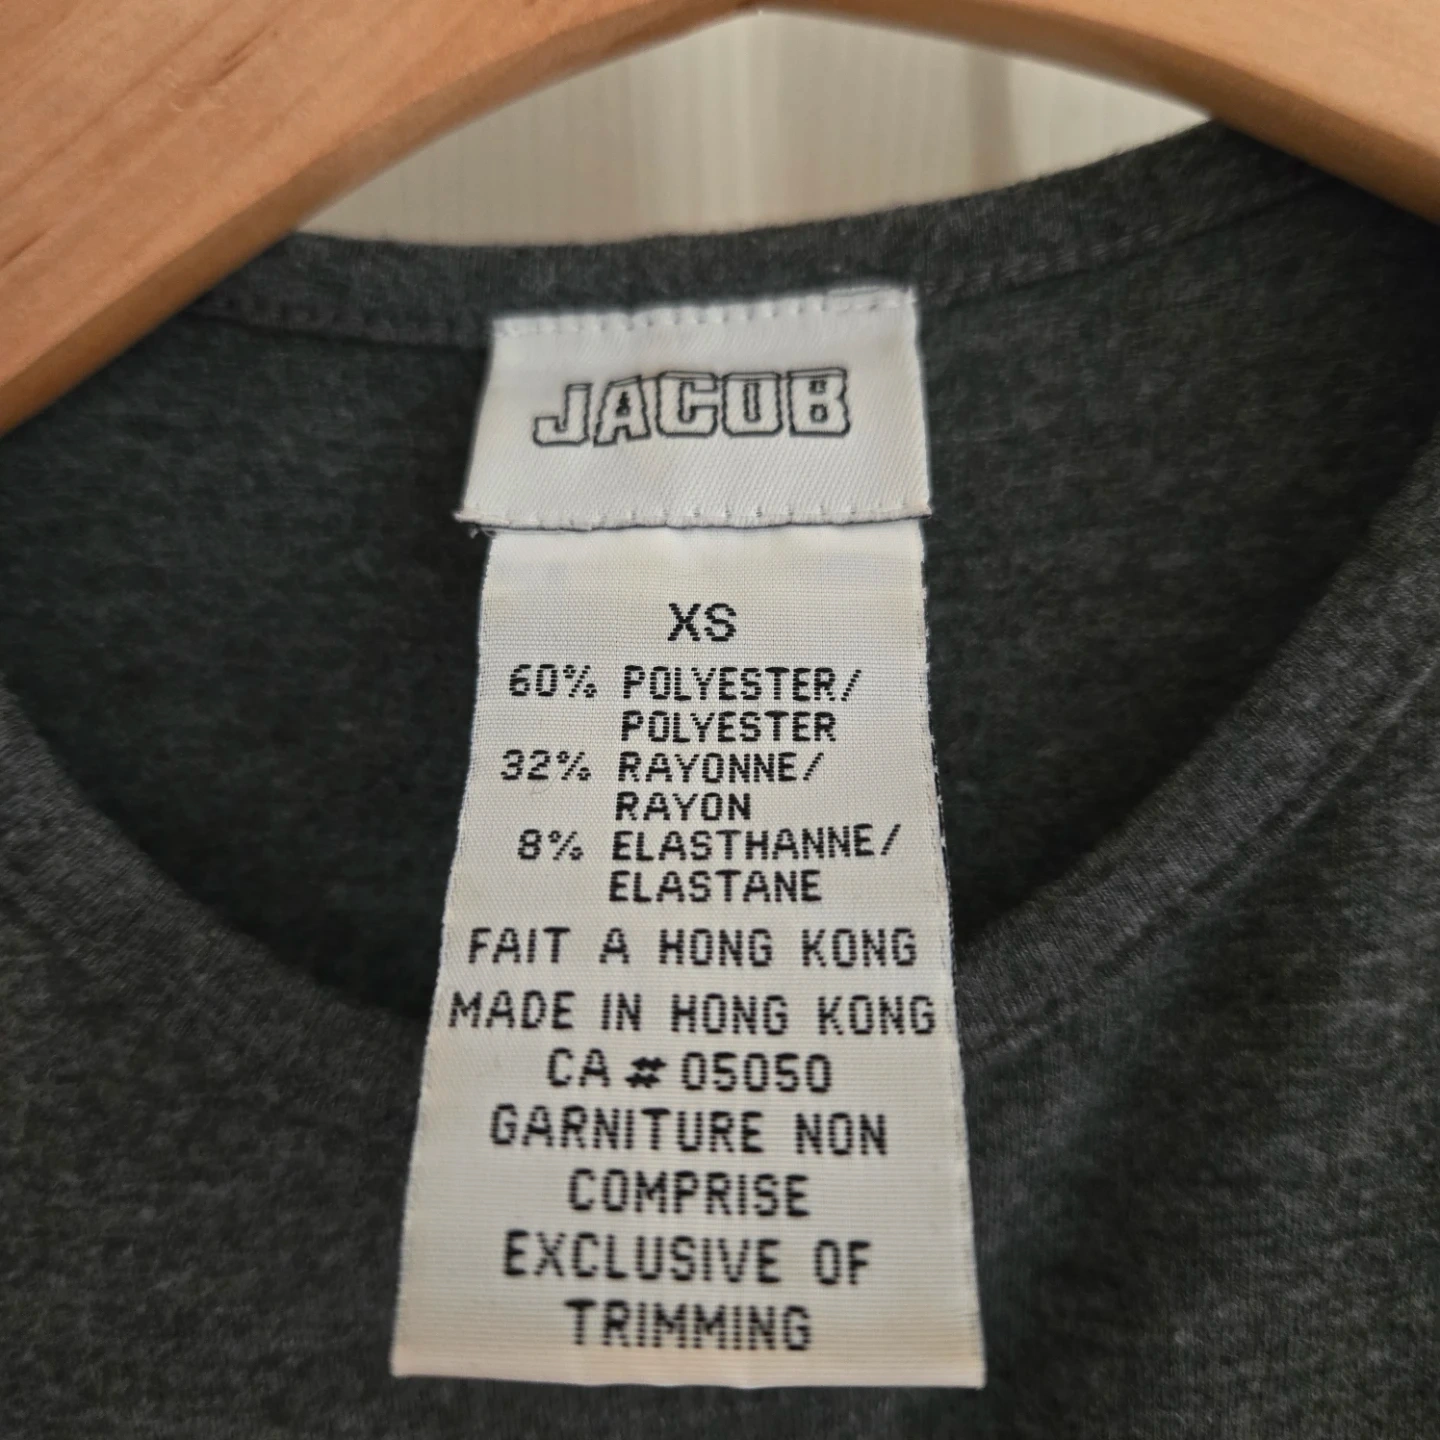 JACOB
XS
60% POLYESTER/
POLYESTER
32% RAYONNE/
RAYON
8% ELASTHANNE/
ELASTANE
FAIT A HONG KONG
MADE IN HONG KONG
CA # 05050
GARNITURE NON
COMPRISE
EXCLUSIVE OF
TRIMMING